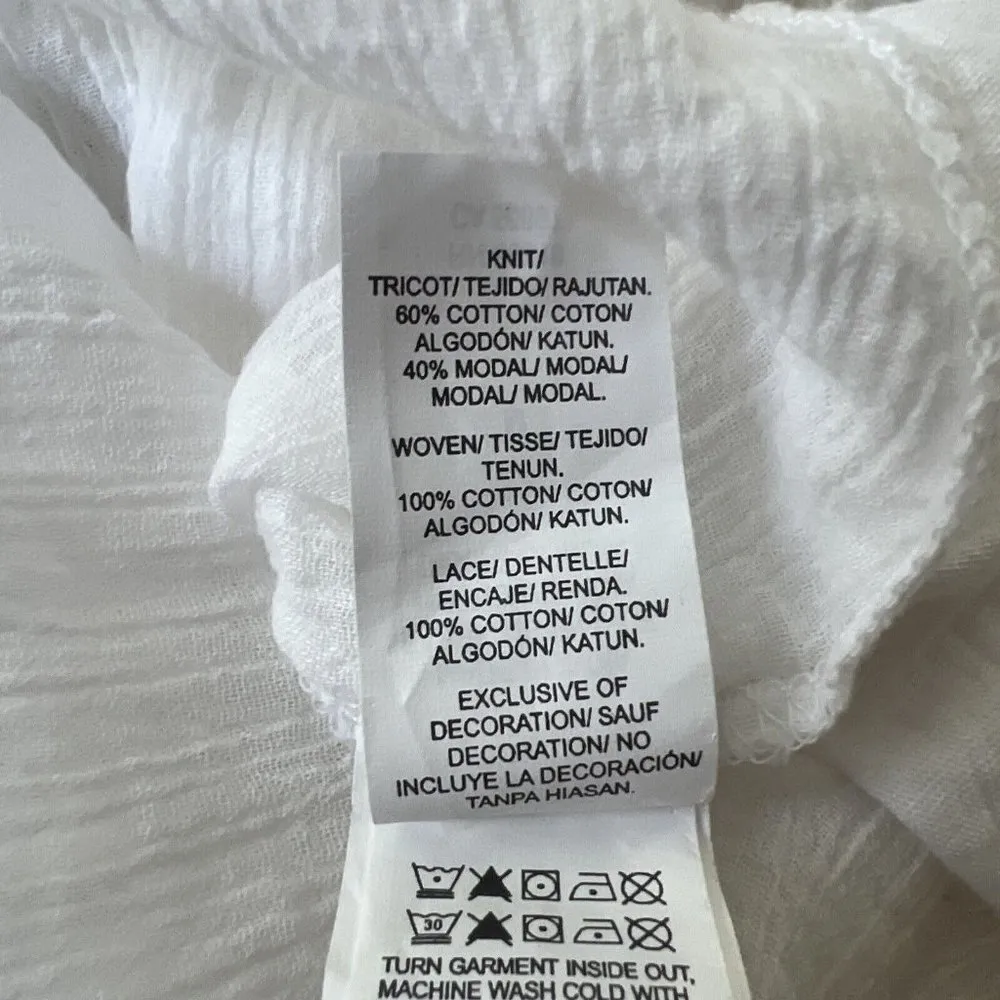 KNIT/
TRICOT/ TEJIDO/ RAJUTAN.
60% COTTON/ COTON/
ALGODÓN/ KATUN.
40% MODAL/ MODAL/
MODAL/ MODAL.
WOVEN/ TISSE/ TEJIDO/
TENUN.
100% COTTON/ COTON/
ALGODÓN/ KATUN.
LACE/ DENTELLE/
ENCAJE/ RENDA.
100% COTTON/ COTON/
ALGODÓN/ KATUN.
EXCLUSIVE OF
DECORATION/ SAUF
DECORATION/ NO
INCLUYE LA DECORACIÓN/
TANPA HIASAN.
30
TURN GARMENT INSIDE OUT,
MACHINE WASH COLD WITH